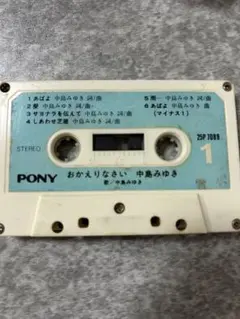 1 あばよ 中島みゆき 詞/曲
2 髪 中島みゆき 詞/曲
3 サヨナラを伝えて 中島みゆき 詞/曲
4 しあわせ芝居 中島みゆき 詞/曲
5 雨… 中島みゆき 詞/曲
6 あばよ 中島みゆき 曲
(マイナス1)
25P 7089
STEREO
1
PONY
おかえりなさい 中島みゆき
歌/中島みゆき